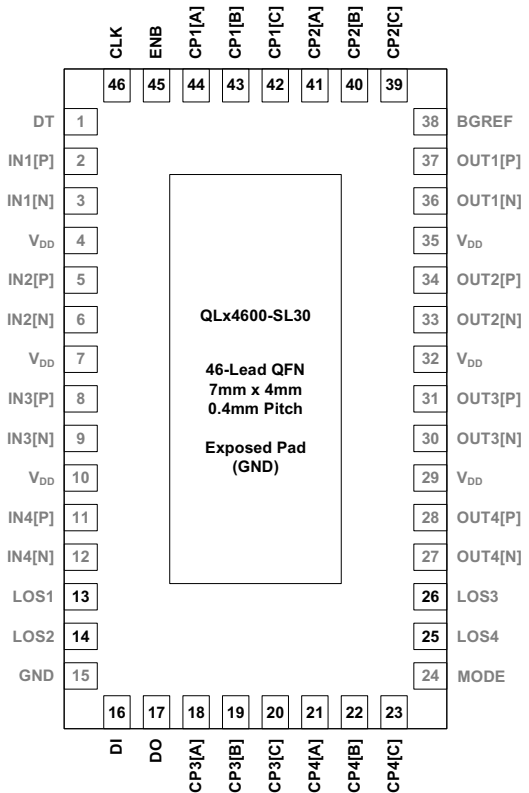 CLK
ENB
CP1[A]
CP1[B]
CP1[C]
CP2[A]
CP2[B]
CP2[C]
46 45 44 43 42 41 40 39
DT 1
IN1[P] 2
IN1[N] 3
VDD 4
IN2[P] 5
IN2[N] 6
VDD 7
IN3[P] 8
IN3[N] 9
VDD 10
IN4[P] 11
IN4[N] 12
LOS1 13
LOS2 14
GND 15
QLx4600-SL30
46-Lead QFN
7mm x 4mm
0.4mm Pitch
Exposed Pad
(GND)
38 BGREF
37 OUT1[P]
36 OUT1[N]
35 VDD
34 OUT2[P]
33 OUT2[N]
32 VDD
31 OUT3[P]
30 OUT3[N]
29 VDD
28 OUT4[P]
27 OUT4[N]
26 LOS3
25 LOS4
24 MODE
16 17 18 19 20 21 22 23
DI
DO
CP3[A]
CP3[B]
CP3[C]
CP4[A]
CP4[B]
CP4[C]